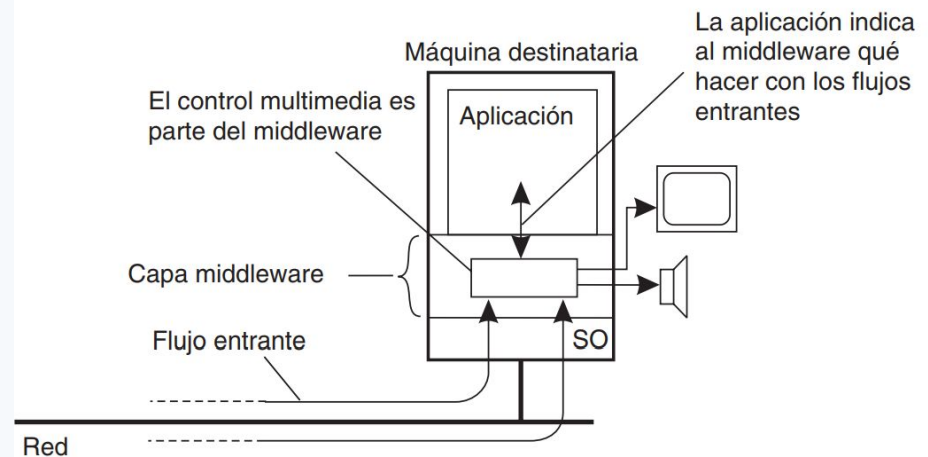 La aplicación indica
al middleware qué
hacer con los flujos
entrantes
Máquina destinataria
El control multimedia es
parte del middleware
Aplicación
Capa middleware
Flujo entrante
SO
Red